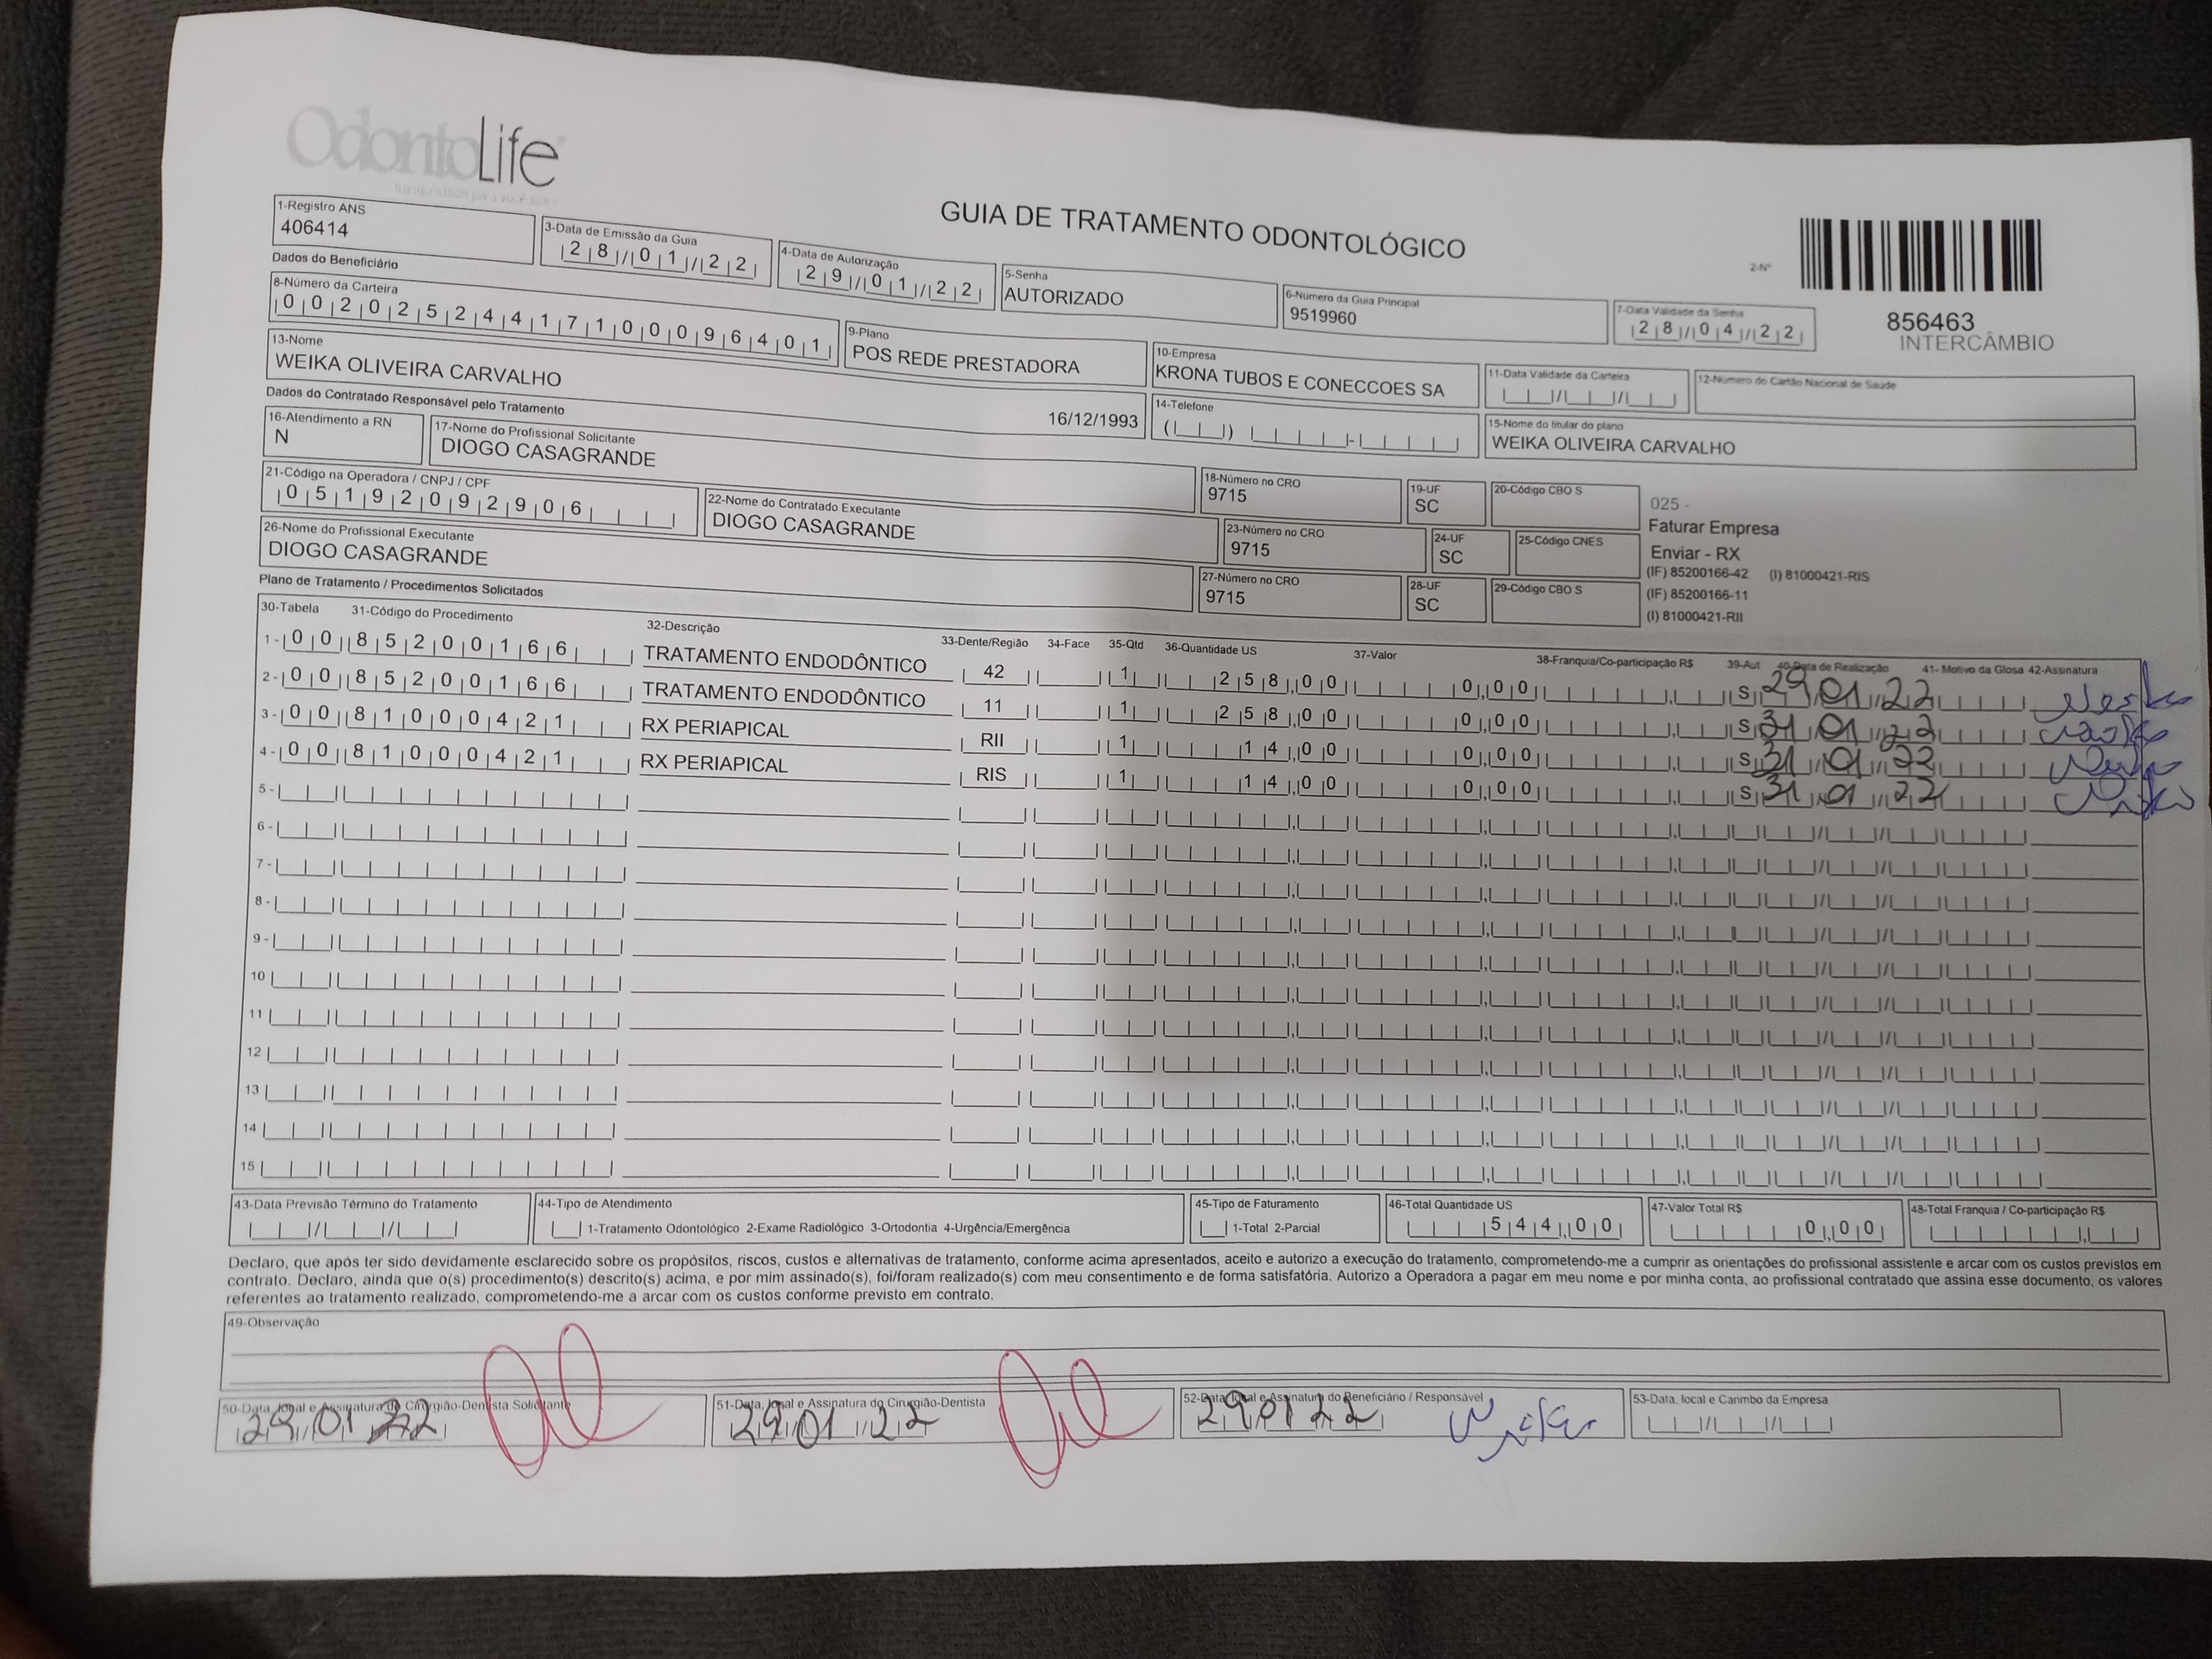 OdontoLife
GUIA DE TRATAMENTO ODONTOLÓGICO
2-Nº
856463
INTERCÂMBIO
1-Registro ANS
406414
3-Data de Emissão da Guia
28/01/22
4-Data de Autorização
29/01/22
5-Senha
AUTORIZADO
6-Número da Guia Principal
9519960
7-Data Validade da Senha
28/04/22
Dados do Beneficiário
8-Número da Carteira
00202524417100096401
9-Plano
POS REDE PRESTADORA
10-Empresa
KRONA TUBOS E CONECCOES SA
11-Data Validade da Carteira
12-Número do Cartão Nacional de Saúde
13-Nome
WEIKA OLIVEIRA CARVALHO
16/12/1993
14-Telefone
15-Nome do titular do plano
WEIKA OLIVEIRA CARVALHO
Dados do Contratado Responsável pelo Tratamento
16-Atendimento a RN
N
17-Nome do Profissional Solicitante
DIOGO CASAGRANDE
18-Número no CRO
9715
19-UF
SC
20-Código CBO S
21-Código na Operadora / CNPJ / CPF
05192092906
22-Nome do Contratado Executante
DIOGO CASAGRANDE
23-Número no CRO
9715
24-UF
SC
25-Código CNES
26-Nome do Profissional Executante
DIOGO CASAGRANDE
27-Número no CRO
9715
28-UF
SC
29-Código CBO S
025 -
Faturar Empresa
Enviar - RX
(IF) 85200166-42 (I) 81000421-RIS
(IF) 85200166-11
(I) 81000421-RII
Plano de Tratamento / Procedimentos Solicitados
30-Tabela 31-Código do Procedimento 32-Descrição 33-Dente/Região 34-Face 35-Qtd 36-Quantidade US 37-Valor 38-Franquia/Co-participação R$ 39-Aut 40-Data de Realização 41- Motivo da Glosa 42-Assinatura
1- 00 85200166 TRATAMENTO ENDODÔNTICO 42 1 258,00 0,00 S 29 01 22
2- 00 85200166 TRATAMENTO ENDODÔNTICO 11 1 258,00 0,00 S 31 01 22
3- 00 81000421 RX PERIAPICAL RII 1 14,00 0,00 S 31 01 22
4- 00 81000421 RX PERIAPICAL RIS 1 14,00 0,00 S 31 01 22
5-
6-
7-
8-
9-
10
11
12
13
14
15
43-Data Previsão Término do Tratamento
44-Tipo de Atendimento
1-Tratamento Odontológico 2-Exame Radiológico 3-Ortodontia 4-Urgência/Emergência
45-Tipo de Faturamento
1-Total 2-Parcial
46-Total Quantidade US
544,00
47-Valor Total R$
0,00
48-Total Franquia / Co-participação R$
Declaro, que após ter sido devidamente esclarecido sobre os propósitos, riscos, custos e alternativas de tratamento, conforme acima apresentados, aceito e autorizo a execução do tratamento, comprometendo-me a cumprir as orientações do profissional assistente e arcar com os custos previstos em
contrato. Declaro, ainda que o(s) procedimento(s) descrito(s) acima, e por mim assinado(s), foi/foram realizado(s) com meu consentimento e de forma satisfatória. Autorizo a Operadora a pagar em meu nome e por minha conta, ao profissional contratado que assina esse documento, os valores
referentes ao tratamento realizado, comprometendo-me a arcar com os custos conforme previsto em contrato.
49-Observação
50-Data, local e Assinatura do Cirurgião-Dentista Solicitante
29 01 22
51-Data, local e Assinatura do Cirurgião-Dentista
29 01 22
52-Data, local e Assinatura do Beneficiário / Responsável
29 01 22
53-Data, local e Carimbo da Empresa